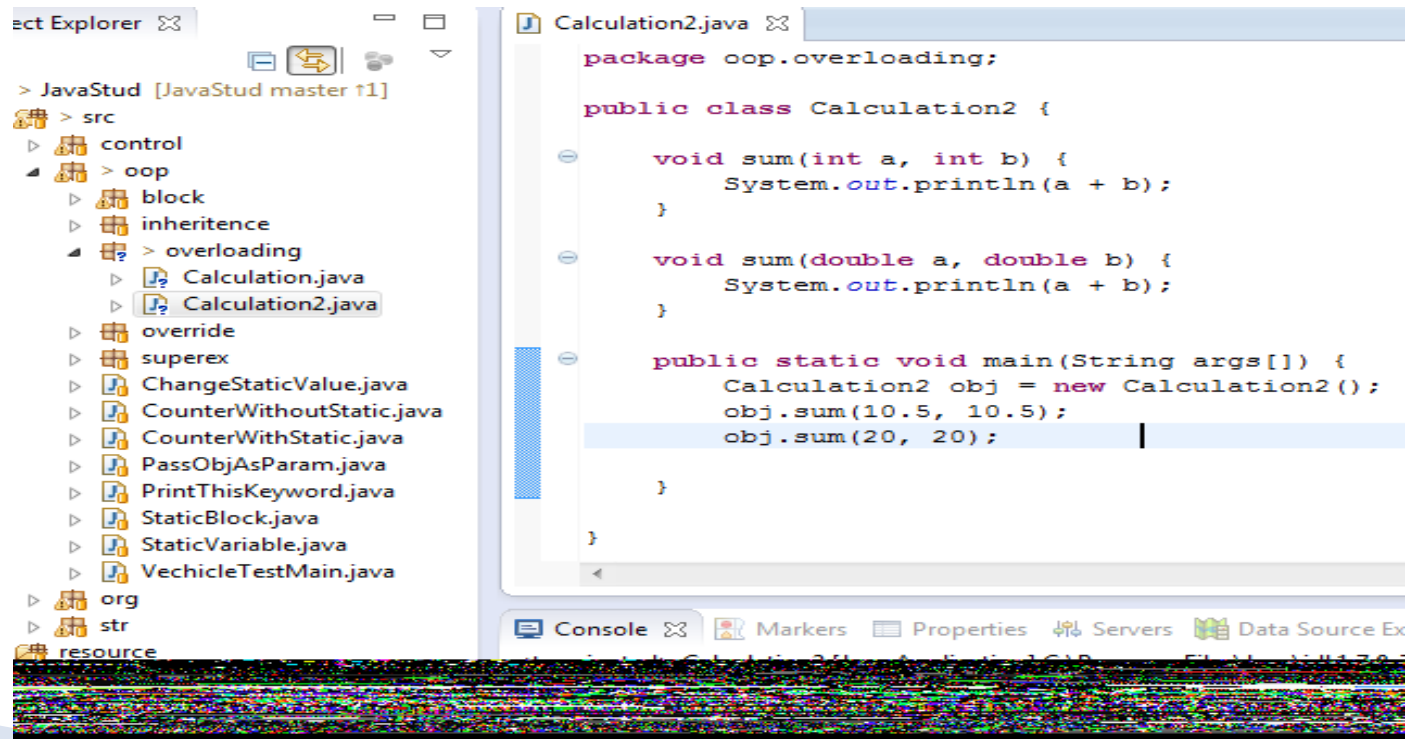 ect Explorer
> JavaStud [JavaStud master ↑1]
> src
control
> oop
block
inheritence
> overloading
Calculation.java
Calculation2.java
override
superex
ChangeStaticValue.java
CounterWithoutStatic.java
CounterWithStatic.java
PassObjAsParam.java
PrintThisKeyword.java
StaticBlock.java
StaticVariable.java
VechicleTestMain.java
org
str
resource
Calculation2.java
package oop.overloading;
public class Calculation2 {
void sum(int a, int b) {
System.out.println(a + b);
}
void sum(double a, double b) {
System.out.println(a + b);
}
public static void main(String args[]) {
Calculation2 obj = new Calculation2();
obj.sum(10.5, 10.5);
obj.sum(20, 20);
}
}
Console Markers Properties Servers Data Source Ex